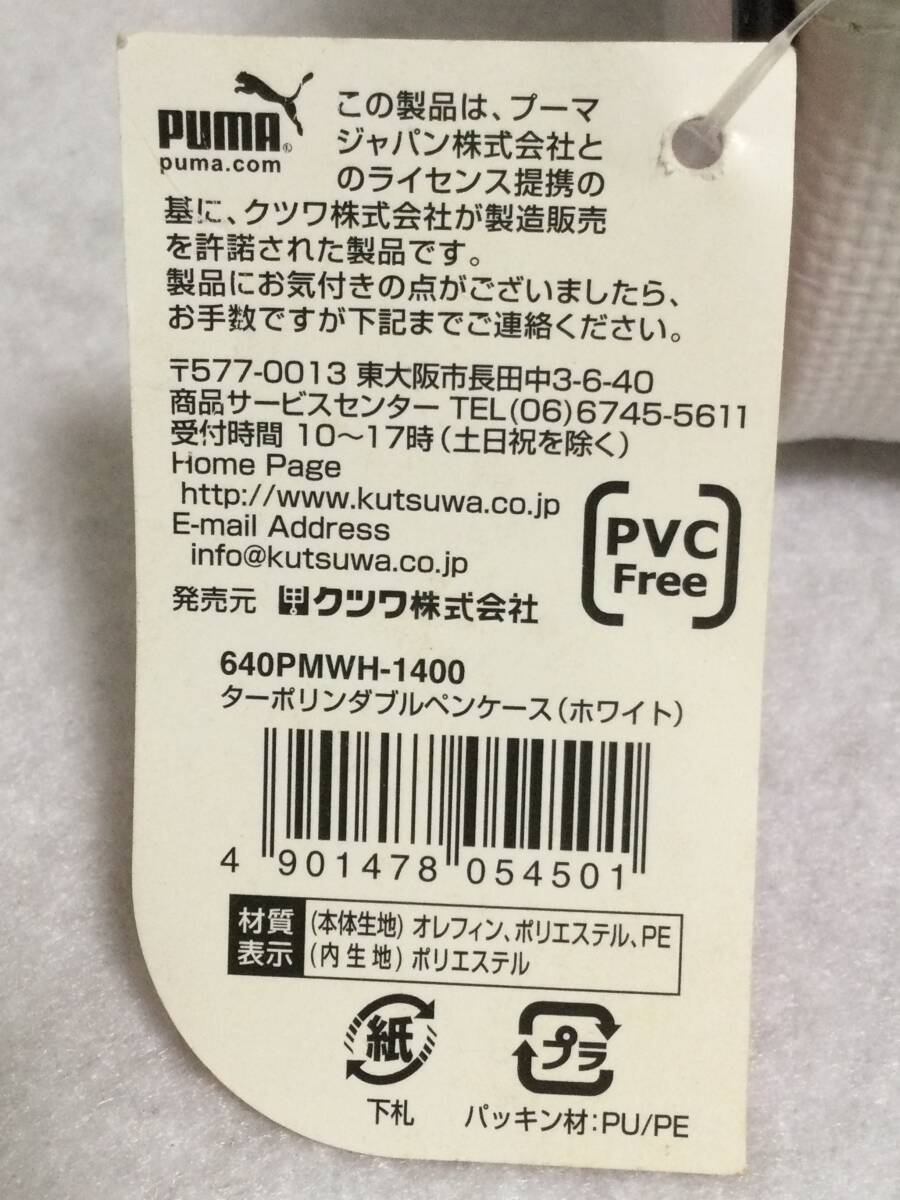 PUMA®
puma.com
この製品は、プーマ
ジャパン株式会社と
のライセンス提携の
基に、クツワ株式会社が製造販売
を許諾された製品です。
製品にお気付きの点がございましたら、
お手数ですが下記までご連絡ください。
〒577-0013 東大阪市長田中3-6-40
商品サービスセンター TEL(06)6745-5611
受付時間 10〜17時(土日祝を除く)
Home Page
http://www.kutsuwa.co.jp
E-mail Address
info@kutsuwa.co.jp
発売元 クツワ株式会社
PVC
Free
640PMWH-1400
ターポリンダブルペンケース(ホワイト)
4 901478 054501
材質
表示
(本体生地) オレフィン、ポリエステル、PE
(内生地) ポリエステル
紙
下札
プラ
パッキン材:PU/PE